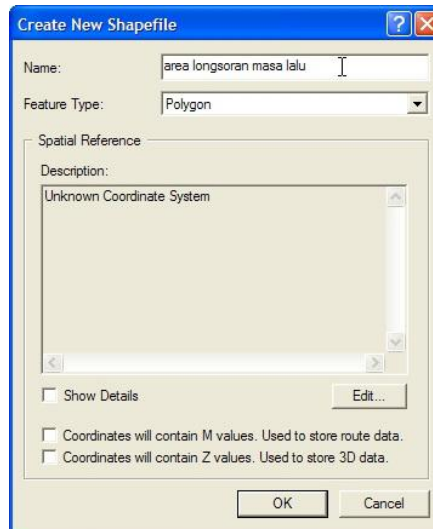 Create New Shapefile
Name: area longsoran masa lalu
Feature Type: Polygon
Spatial Reference
Description:
Unknown Coordinate System
Show Details Edit...
Coordinates will contain M values. Used to store route data.
Coordinates will contain Z values. Used to store 3D data.
OK Cancel